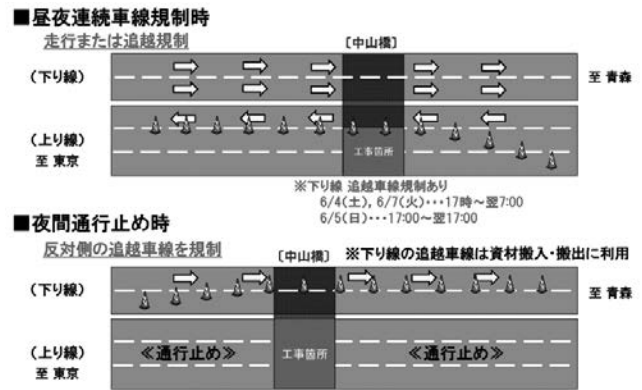 ■昼夜連続車線規制時
走行または追越規制
〔中山橋〕
(下り線)
至 青森
(上り線)
至 東京
工事箇所
※下り線 追越車線規制あり
6/4(土), 6/7(火)・・・17時～翌7:00
6/5(日)・・・17:00～翌17:00
■夜間通行止め時
反対側の追越車線を規制
〔中山橋〕 ※下り線の追越車線は資材搬入・搬出に利用
(下り線)
至 青森
(上り線)
至 東京
≪通行止め≫ 工事箇所 ≪通行止め≫